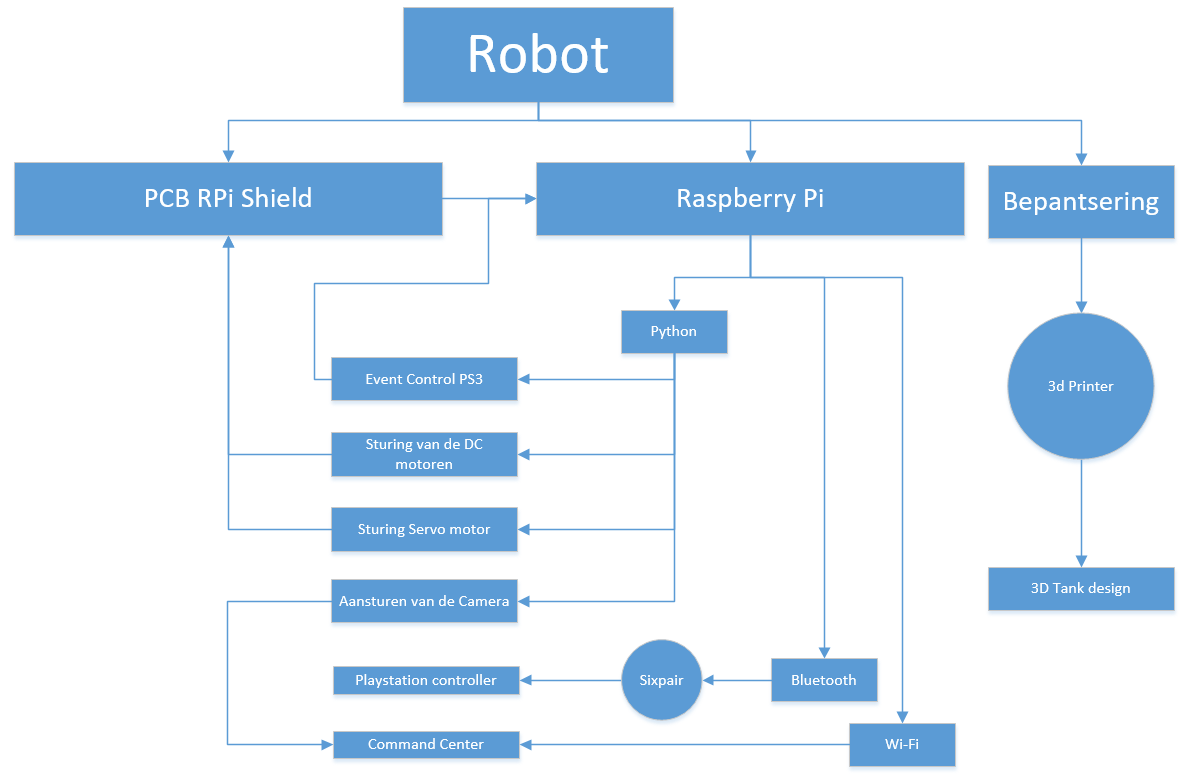 Robot
PCB RPi Shield
Raspberry Pi
Bepantsering
Python
Event Control PS3
3d Printer
Sturing van de DC
motoren
Sturing Servo motor
Aansturen van de Camera
3D Tank design
Playstation controller
Sixpair
Bluetooth
Command Center
Wi-Fi